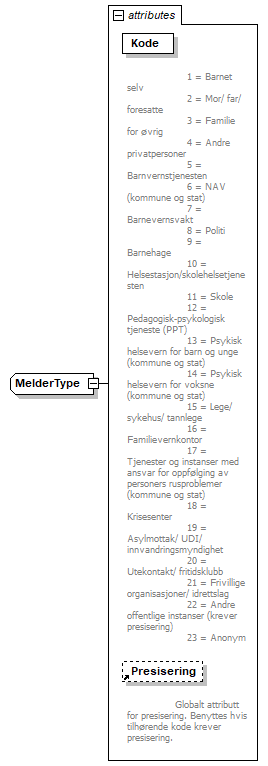 attributes
Kode
1 = Barnet
selv
2 = Mor/ far/
foresatte
3 = Familie
for øvrig
4 = Andre
privatpersoner
5 =
Barnvernstjenesten
6 = NAV
(kommune og stat)
7 =
Barnevernsvakt
8 = Politi
9 =
Barnehage
10 =
Helsestasjon/skolehelsetjene
sten
11 = Skole
12 =
Pedagogisk-psykologisk
tjeneste (PPT)
13 = Psykisk
helsevern for barn og unge
(kommune og stat)
14 = Psykisk
helsevern for voksne
(kommune og stat)
15 = Lege/
sykehus/ tannlege
16 =
Familievernkontor
17 =
Tjenester og instanser med
ansvar for oppfølging av
personers rusproblemer
(kommune og stat)
18 =
Krisesenter
19 =
Asylmottak/ UDI/
innvandringsmyndighet
20 =
Utekontakt/ fritidsklubb
21 = Frivillige
organisasjoner/ idrettslag
22 = Andre
offentlige instanser (krever
presisering)
23 = Anonym
MelderType
Presisering
Globalt attributt
for presisering. Benyttes hvis
tilhørende kode krever
presisering.